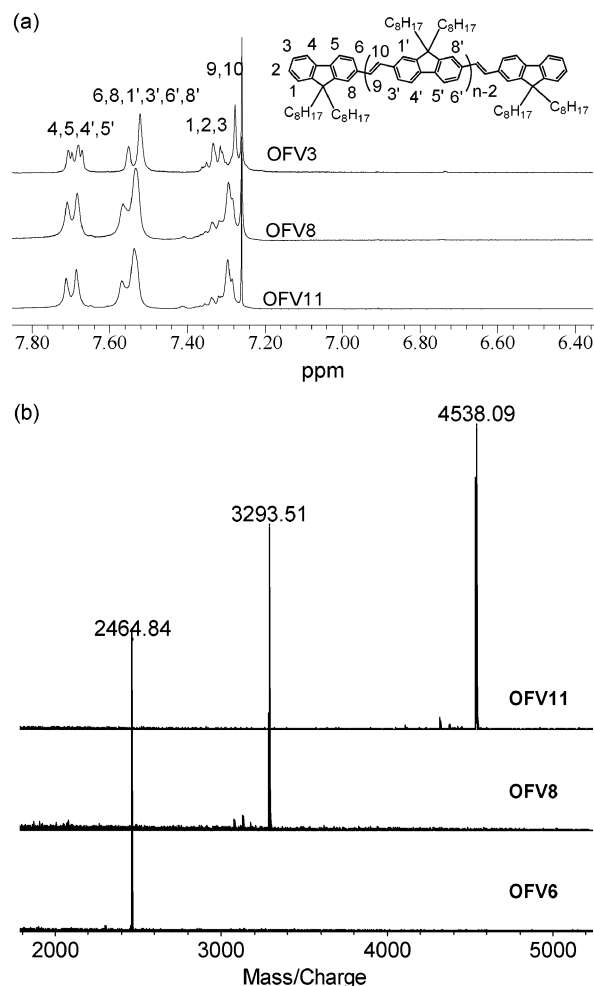 (a)
C8H17
C8H17
C8H17
C8H17
C8H17
C8H17
3 4 5 6 10 1' 8'
2
1 8 9 3' 4' 5' 6' n-2
9,10
6,8,1',3',6',8'
4,5,4',5'
1,2,3
OFV3
OFV8
OFV11
7.80 7.60 7.40 7.20 7.00 6.80 6.60 6.40
ppm
(b)
4538.09
3293.51
2464.84
OFV11
OFV8
OFV6
2000 3000 4000 5000
Mass/Charge